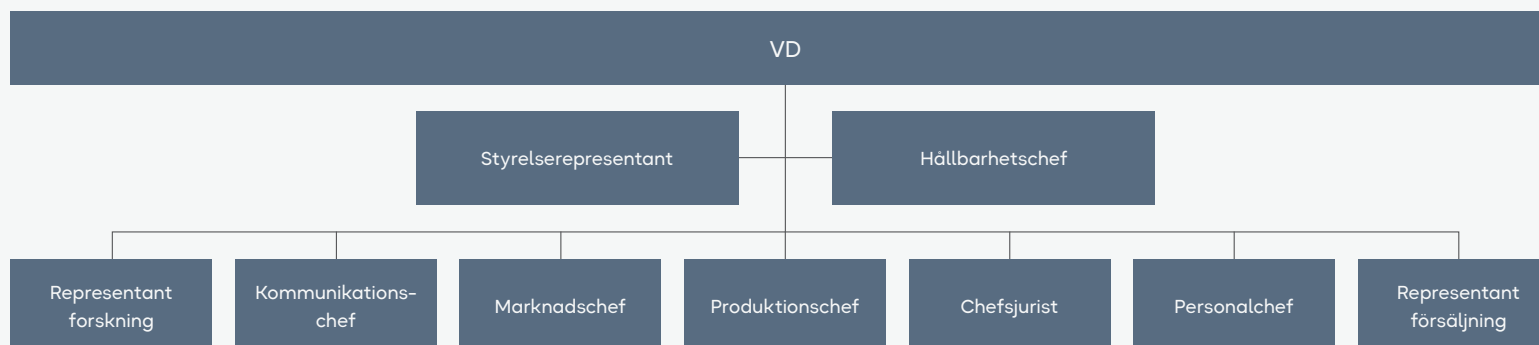 VD
Styrelserepresentant
Hållbarhetschef
Representant
forskning
Kommunikations-
chef
Marknadschef
Produktionschef
Chefsjurist
Personalchef
Representant
försäljning